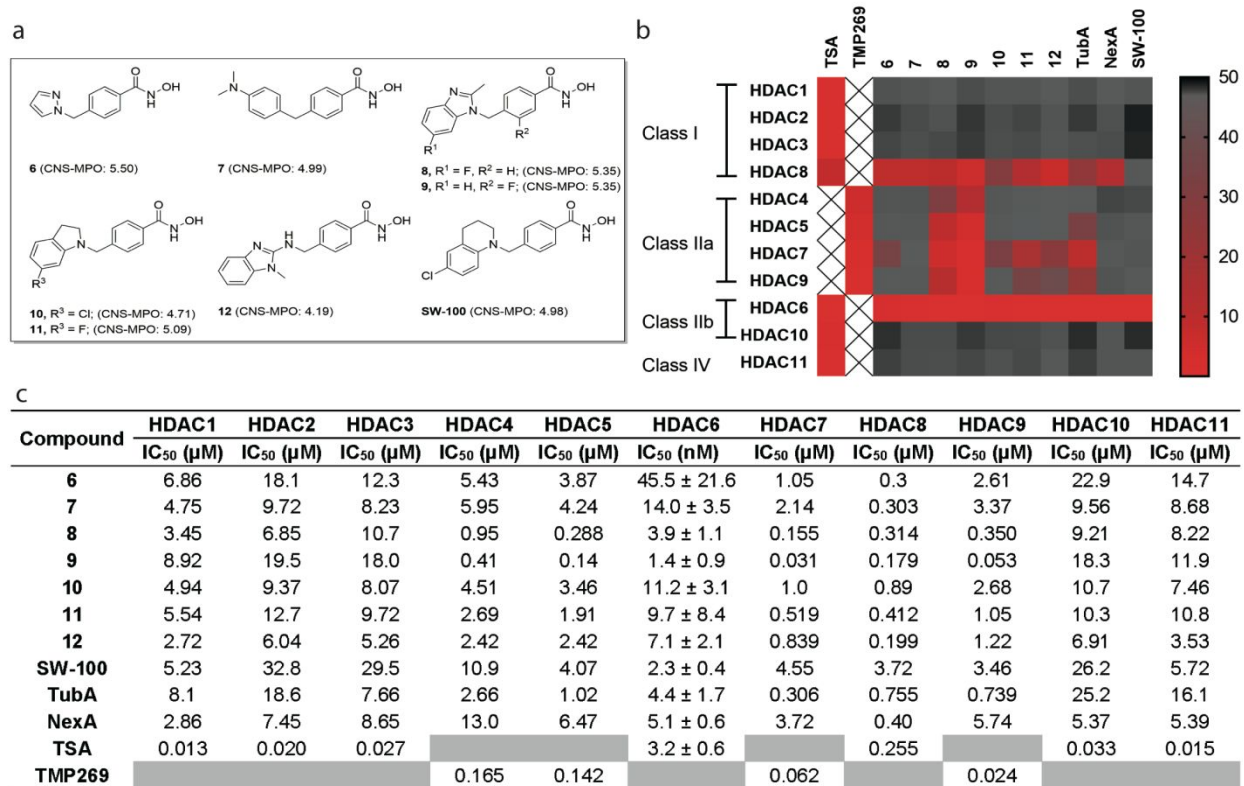 a
O
N
H
OH
N
N
6 (CNS-MPO: 5.50)
N
O
N
H
OH
7 (CNS-MPO: 4.99)
N
N
R1
R2
O
N
H
OH
8, R1 = F, R2 = H; (CNS-MPO: 5.35)
9, R1 = H, R2 = F; (CNS-MPO: 5.35)
N
R3
O
N
H
OH
10, R3 = Cl; (CNS-MPO: 4.71)
11, R3 = F; (CNS-MPO: 5.09)
N
N
NH
O
N
H
OH
12 (CNS-MPO: 4.19)
Cl
N
O
N
H
OH
SW-100 (CNS-MPO: 4.98)
b
TSA TMP269 6 7 8 9 10 11 12 TubA NexA SW-100
Class I
HDAC1
HDAC2
HDAC3
HDAC8
Class IIa
HDAC4
HDAC5
HDAC7
HDAC9
Class IIb
HDAC6
HDAC10
Class IV HDAC11
50
40
30
20
10
c
Compound HDAC1 HDAC2 HDAC3 HDAC4 HDAC5 HDAC6 HDAC7 HDAC8 HDAC9 HDAC10 HDAC11
IC50 (µM) IC50 (µM) IC50 (µM) IC50 (µM) IC50 (µM) IC50 (nM) IC50 (µM) IC50 (µM) IC50 (µM) IC50 (µM) IC50 (µM)
6 6.86 18.1 12.3 5.43 3.87 45.5 ± 21.6 1.05 0.3 2.61 22.9 14.7
7 4.75 9.72 8.23 5.95 4.24 14.0 ± 3.5 2.14 0.303 3.37 9.56 8.68
8 3.45 6.85 10.7 0.95 0.288 3.9 ± 1.1 0.155 0.314 0.350 9.21 8.22
9 8.92 19.5 18.0 0.41 0.14 1.4 ± 0.9 0.031 0.179 0.053 18.3 11.9
10 4.94 9.37 8.07 4.51 3.46 11.2 ± 3.1 1.0 0.89 2.68 10.7 7.46
11 5.54 12.7 9.72 2.69 1.91 9.7 ± 8.4 0.519 0.412 1.05 10.3 10.8
12 2.72 6.04 5.26 2.42 2.42 7.1 ± 2.1 0.839 0.199 1.22 6.91 3.53
SW-100 5.23 32.8 29.5 10.9 4.07 2.3 ± 0.4 4.55 3.72 3.46 26.2 5.72
TubA 8.1 18.6 7.66 2.66 1.02 4.4 ± 1.7 0.306 0.755 0.739 25.2 16.1
NexA 2.86 7.45 8.65 13.0 6.47 5.1 ± 0.6 3.72 0.40 5.74 5.37 5.39
TSA 0.013 0.020 0.027 3.2 ± 0.6 0.255 0.033 0.015
TMP269 0.165 0.142 0.062 0.024